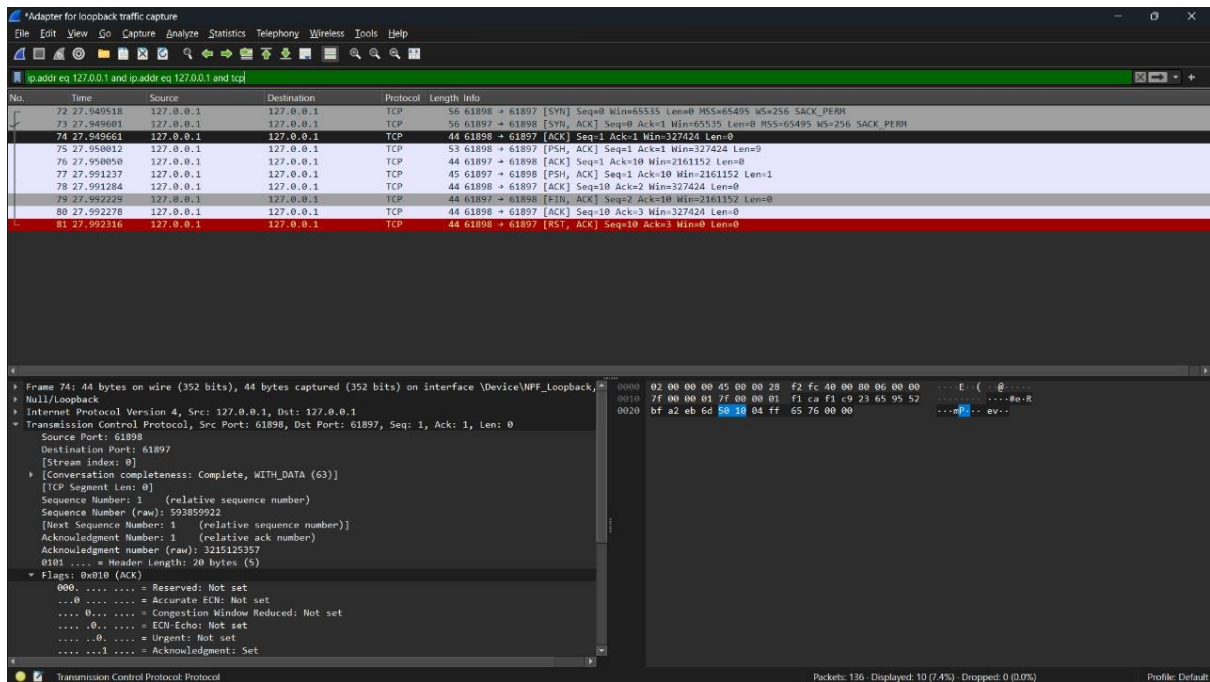 *Adapter for loopback traffic capture
File Edit View Go Capture Analyze Statistics Telephony Wireless Tools Help
ip.addr eq 127.0.0.1 and ip.addr eq 127.0.0.1 and tcp
No. Time Source Destination Protocol Length Info
72 27.949518 127.0.0.1 127.0.0.1 TCP 56 61898 → 61897 [SYN] Seq=0 Win=65535 Len=0 MSS=65495 WS=256 SACK_PERM
73 27.949601 127.0.0.1 127.0.0.1 TCP 56 61897 → 61898 [SYN, ACK] Seq=0 Ack=1 Win=65535 Len=0 MSS=65495 WS=256 SACK_PERM
74 27.949661 127.0.0.1 127.0.0.1 TCP 44 61898 → 61897 [ACK] Seq=1 Ack=1 Win=327424 Len=0
75 27.950012 127.0.0.1 127.0.0.1 TCP 53 61898 → 61897 [PSH, ACK] Seq=1 Ack=1 Win=327424 Len=9
76 27.950050 127.0.0.1 127.0.0.1 TCP 44 61897 → 61898 [ACK] Seq=1 Ack=10 Win=2161152 Len=0
77 27.991237 127.0.0.1 127.0.0.1 TCP 45 61897 → 61898 [PSH, ACK] Seq=1 Ack=10 Win=2161152 Len=1
78 27.991284 127.0.0.1 127.0.0.1 TCP 44 61898 → 61897 [ACK] Seq=10 Ack=2 Win=327424 Len=0
79 27.992229 127.0.0.1 127.0.0.1 TCP 44 61897 → 61898 [FIN, ACK] Seq=2 Ack=10 Win=2161152 Len=0
80 27.992278 127.0.0.1 127.0.0.1 TCP 44 61898 → 61897 [ACK] Seq=10 Ack=3 Win=327424 Len=0
81 27.992316 127.0.0.1 127.0.0.1 TCP 44 61898 → 61897 [RST, ACK] Seq=10 Ack=3 Win=0 Len=0
Frame 74: 44 bytes on wire (352 bits), 44 bytes captured (352 bits) on interface \Device\NPF_Loopback,
Null/Loopback
Internet Protocol Version 4, Src: 127.0.0.1, Dst: 127.0.0.1
Transmission Control Protocol, Src Port: 61898, Dst Port: 61897, Seq: 1, Ack: 1, Len: 0
Source Port: 61898
Destination Port: 61897
[Stream index: 0]
[Conversation completeness: Complete, WITH_DATA (63)]
[TCP Segment Len: 0]
Sequence Number: 1 (relative sequence number)
Sequence Number (raw): 593859922
[Next Sequence Number: 1 (relative sequence number)]
Acknowledgment Number: 1 (relative ack number)
Acknowledgment number (raw): 3215125357
0101 .... = Header Length: 20 bytes (5)
Flags: 0x010 (ACK)
000. .... .... = Reserved: Not set
...0 .... .... = Accurate ECN: Not set
.... 0... .... = Congestion Window Reduced: Not set
.... .0.. .... = ECN-Echo: Not set
.... ..0. .... = Urgent: Not set
.... ...1 .... = Acknowledgment: Set
0000 02 00 00 00 45 00 00 28 f2 fc 40 00 80 06 00 00 ····E··( ··@·····
0010 7f 00 00 01 7f 00 00 01 f1 ca f1 c9 23 65 95 52 ········ ····#e·R
0020 bf a2 eb 6d 50 10 04 ff 65 76 00 00 ···mP··· ev··
Transmission Control Protocol: Protocol
Packets: 136 · Displayed: 10 (7.4%) · Dropped: 0 (0.0%)
Profile: Default